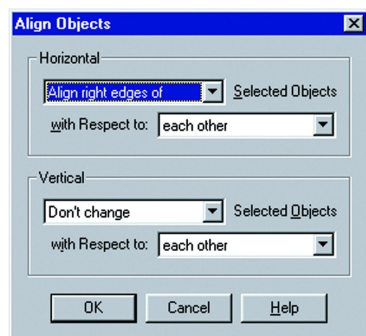 Align Objects
Horizontal
Align right edges of Selected Objects
with Respect to: each other
Vertical
Don't change Selected Objects
with Respect to: each other
OK Cancel Help